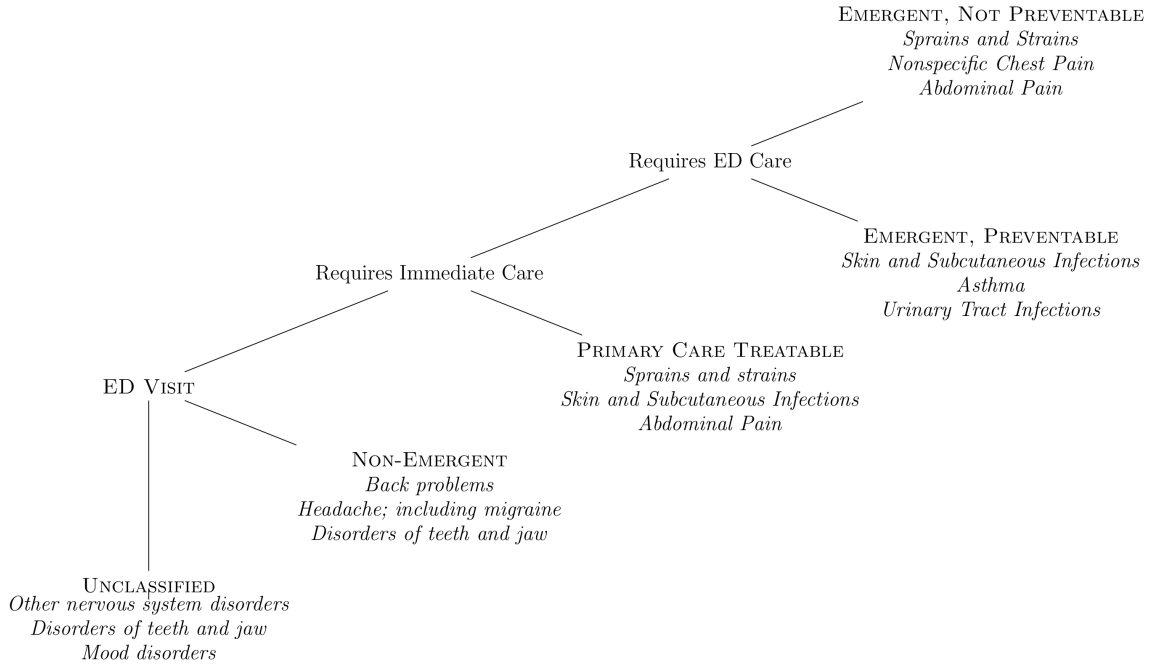 EMERGENT, NOT PREVENTABLE
Sprains and Strains
Nonspecific Chest Pain
Abdominal Pain
Requires ED Care
EMERGENT, PREVENTABLE
Skin and Subcutaneous Infections
Asthma
Urinary Tract Infections
Requires Immediate Care
PRIMARY CARE TREATABLE
Sprains and strains
Skin and Subcutaneous Infections
Abdominal Pain
ED VISIT
NON-EMERGENT
Back problems
Headache; including migraine
Disorders of teeth and jaw
UNCLASSIFIED
Other nervous system disorders
Disorders of teeth and jaw
Mood disorders